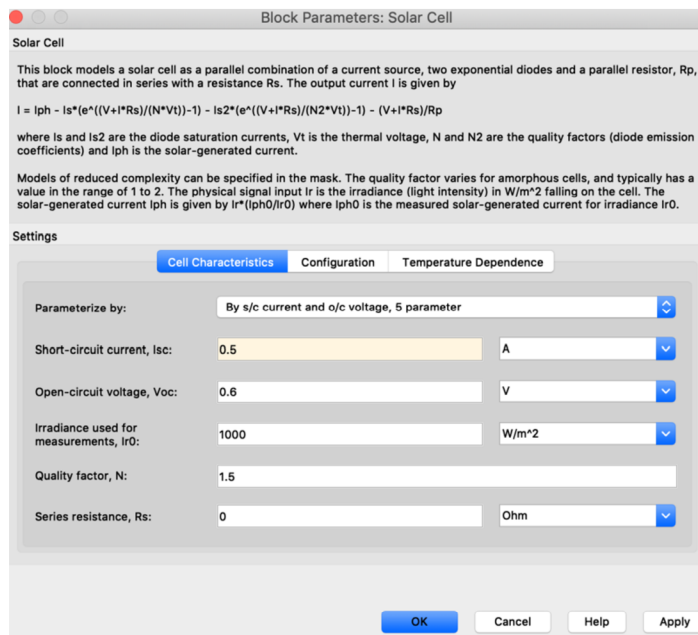 Block Parameters: Solar Cell
Solar Cell
This block models a solar cell as a parallel combination of a current source, two exponential diodes and a parallel resistor, Rp,
that are connected in series with a resistance Rs. The output current I is given by
I = Iph - Is*(e^((V+I*Rs)/(N*Vt))-1) - Is2*(e^((V+I*Rs)/(N2*Vt))-1) - (V+I*Rs)/Rp
where Is and Is2 are the diode saturation currents, Vt is the thermal voltage, N and N2 are the quality factors (diode emission
coefficients) and Iph is the solar-generated current.
Models of reduced complexity can be specified in the mask. The quality factor varies for amorphous cells, and typically has a
value in the range of 1 to 2. The physical signal input Ir is the irradiance (light intensity) in W/m^2 falling on the cell. The
solar-generated current Iph is given by Ir*(Iph0/Ir0) where Iph0 is the measured solar-generated current for irradiance Ir0.
Settings
Cell Characteristics Configuration Temperature Dependence
Parameterize by: By s/c current and o/c voltage, 5 parameter
Short-circuit current, Isc: 0.5 A
Open-circuit voltage, Voc: 0.6 V
Irradiance used for
measurements, Ir0: 1000 W/m^2
Quality factor, N: 1.5
Series resistance, Rs: 0 Ohm
OK Cancel Help Apply